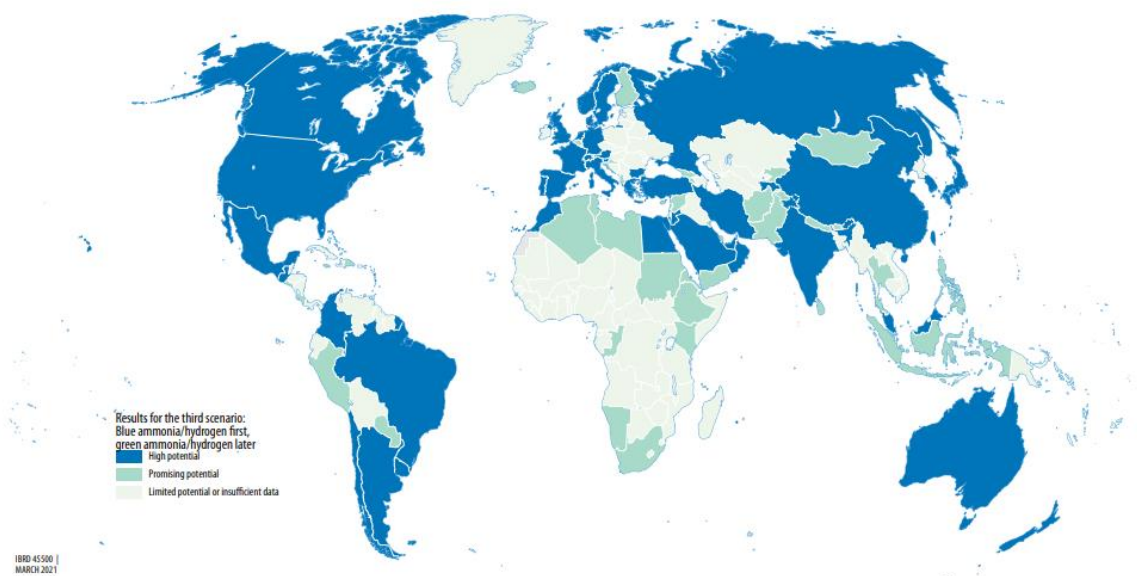 Results for the third scenario:
Blue ammonia/hydrogen first,
green ammonia/hydrogen later
High potential
Promising potential
Limited potential or insufficient data
IBRD 45500 |
MARCH 2021